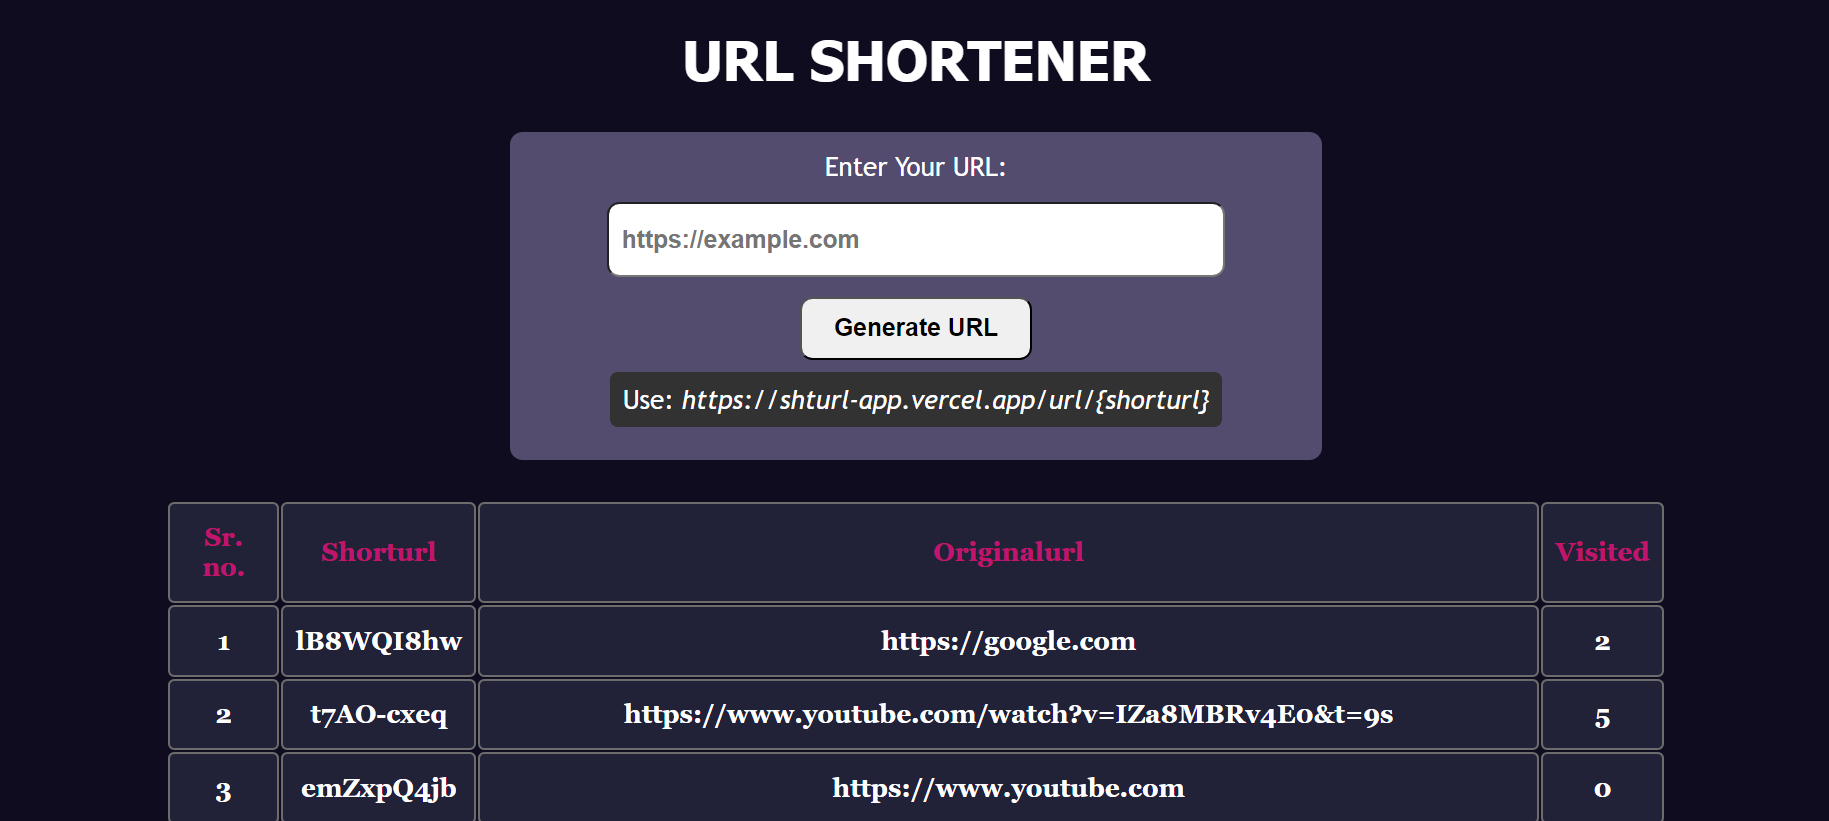 URL SHORTENER
Enter Your URL:
https://example.com
Generate URL
Use: https://shturl-app.vercel.app/url/{shorturl}
Sr. no. Shorturl Originalurl Visited
1 lB8WQI8hw https://google.com 2
2 t7AO-cxeq https://www.youtube.com/watch?v=IZa8MBRv4E0&t=9s 5
3 emZxpQ4jb https://www.youtube.com 0